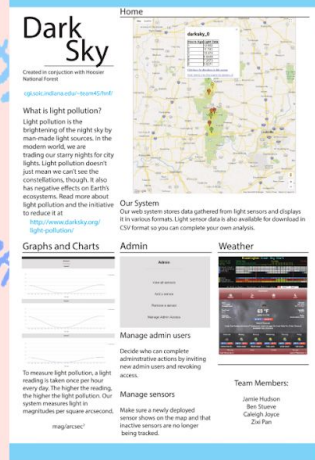 Dark
Sky
Created in conjuction with Hoosier
National Forest
What is light pollution?
Light pollution is the
brightening of the night sky by
man-made light sources. In the
modern world, we are
trading our starry nights for city
lights. Light pollution doesn't
just mean we can't see the
constellations, though. It also
has negative effects on Earth's
ecosystems. Read more about
light pollution and the initiative
to reduce it at
http://www.darksky.org/
light-pollution/
Home
darksky_8
Our System
Our web system stores data gathered from light sensors and displays
it in various formats. Light sensor data is also available for download in
CSV format so you can complete your own analysis.
Graphs and Charts
To measure light pollution, a light
reading is taken once per hour
every day. The higher the reading,
the higher the light pollution. Our
system measures light in
magnitudes per square arcsecond,
mag/arcsec²
Admin
Admin
Manage admin users
Decide who can complete
administrative actions by inviting
new admin users and revoking
access.
Manage sensors
Make sure a newly deployed
sensor shows on the map and that
inactive sensors are no longer
being tracked.
Weather
Team Members:
Jamie Hudson
Ben Stueve
Caleigh Joyce
Zixi Pan